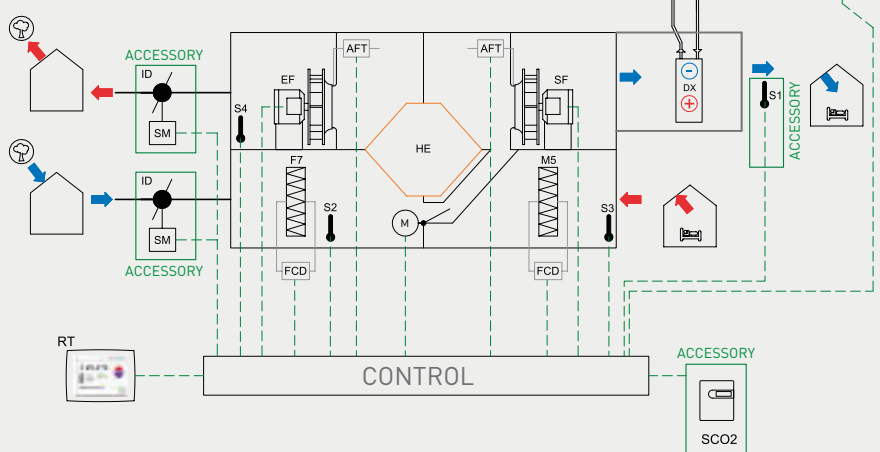 ACCESSORY
AFT
AFT
ID
EF
SF
DX
S4
S1
ACCESSORY
SM
HE
F7
M5
ID
S2
M
S3
SM
ACCESSORY
FCD
FCD
RT
CONTROL
ACCESSORY
SCO2